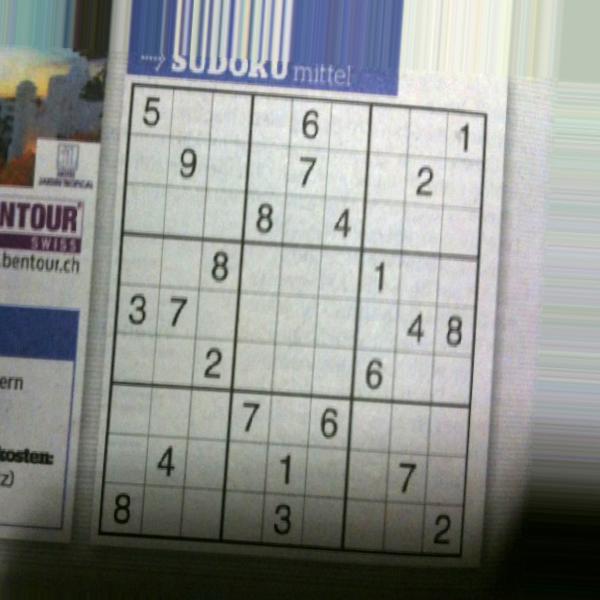 SUDOKU mittel
5 6 1
9 7 2
8 4
8 1
3 7 4 8
2 6
7 6
4 1 7
8 3 2
NTOUR
SWISS
.bentour.ch
ern
kosten:
z)